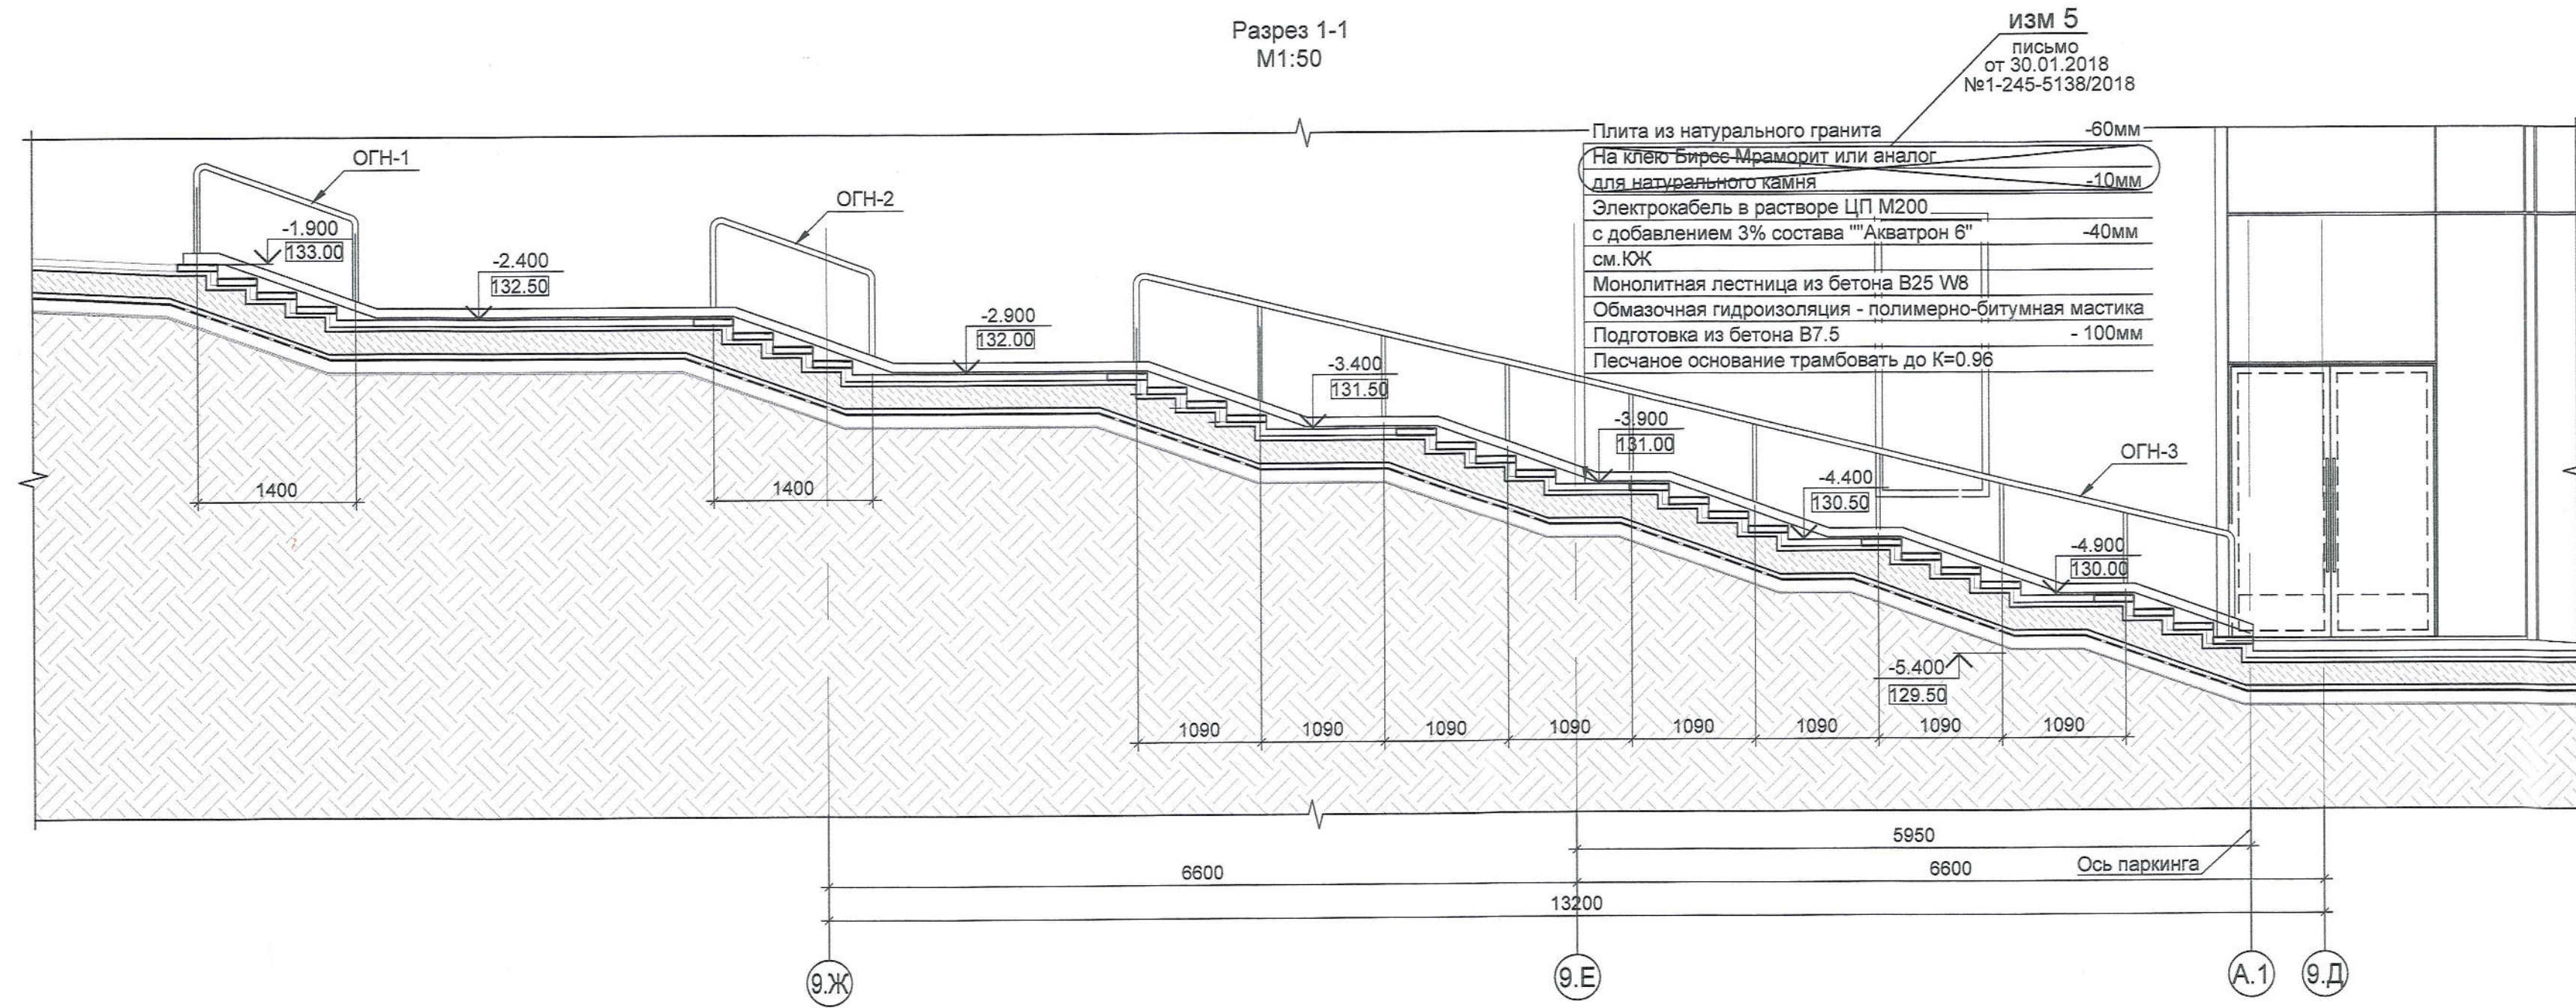 Разрез 1-1
М1:50
изм 5
письмо
от 30.01.2018
№1-245-5138/2018
Плита из натурального гранита -60мм
На клею Бирсс Мраморит или аналог
для натурального камня -10мм
Электрокабель в растворе ЦП М200
с добавлением 3% состава ""Акватрон 6" -40мм
см.КЖ
Монолитная лестница из бетона В25 W8
Обмазочная гидроизоляция - полимерно-битумная мастика
Подготовка из бетона В7.5 - 100мм
Песчаное основание трамбовать до К=0.96
ОГН-1
ОГН-2
ОГН-3
-1.900
133.00
-2.400
132.50
-2.900
132.00
-3.400
131.50
-3.900
131.00
-4.400
130.50
-4.900
130.00
-5.400
129.50
1400
1400
1090 1090 1090 1090 1090 1090 1090 1090
5950
Ось паркинга
6600 6600
13200
9.Ж 9.Е А.1 9.Д